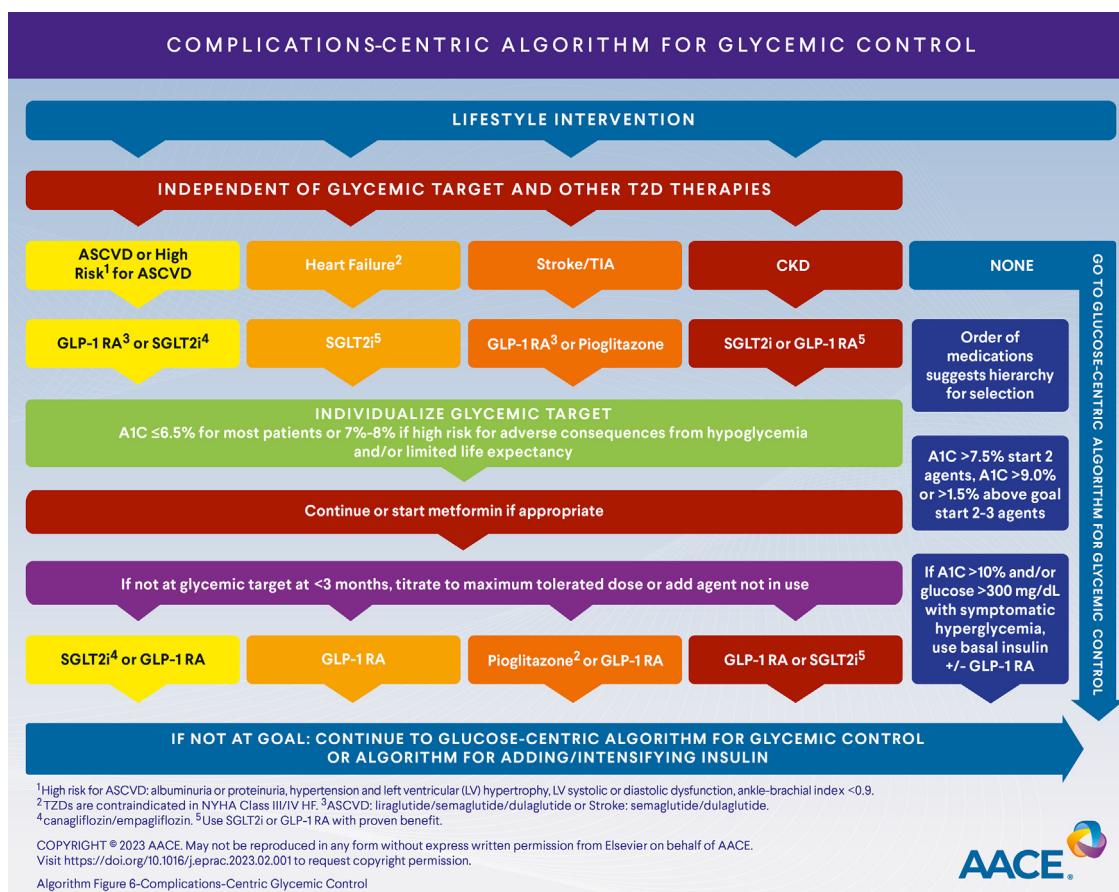 COMPLICATIONS-CENTRIC ALGORITHM FOR GLYCEMIC CONTROL
LIFESTYLE INTERVENTION
INDEPENDENT OF GLYCEMIC TARGET AND OTHER T2D THERAPIES
ASCVD or High
Risk¹ for ASCVD
Heart Failure²
Stroke/TIA
CKD
NONE
GLP-1 RA³ or SGLT2i⁴
SGLT2i⁵
GLP-1 RA³ or Pioglitazone
SGLT2i or GLP-1 RA⁵
Order of
medications
suggests hierarchy
for selection
INDIVIDUALIZE GLYCEMIC TARGET
A1C ≤6.5% for most patients or 7%-8% if high risk for adverse consequences from hypoglycemia
and/or limited life expectancy
A1C >7.5% start 2
agents, A1C >9.0%
or >1.5% above goal
start 2-3 agents
Continue or start metformin if appropriate
If not at glycemic target at <3 months, titrate to maximum tolerated dose or add agent not in use
If A1C >10% and/or
glucose >300 mg/dL
with symptomatic
hyperglycemia,
use basal insulin
+/- GLP-1 RA
SGLT2i⁴ or GLP-1 RA
GLP-1 RA
Pioglitazone² or GLP-1 RA
GLP-1 RA or SGLT2i⁵
GO TO GLUCOSE-CENTRIC ALGORITHM FOR GLYCEMIC CONTROL
IF NOT AT GOAL: CONTINUE TO GLUCOSE-CENTRIC ALGORITHM FOR GLYCEMIC CONTROL
OR ALGORITHM FOR ADDING/INTENSIFYING INSULIN
¹High risk for ASCVD: albuminuria or proteinuria, hypertension and left ventricular (LV) hypertrophy, LV systolic or diastolic dysfunction, ankle-brachial index <0.9.
²TZDs are contraindicated in NYHA Class III/IV HF. ³ASCVD: liraglutide/semaglutide/dulaglutide or Stroke: semaglutide/dulaglutide.
⁴canagliflozin/empagliflozin. ⁵Use SGLT2i or GLP-1 RA with proven benefit.
COPYRIGHT © 2023 AACE. May not be reproduced in any form without express written permission from Elsevier on behalf of AACE.
Visit https://doi.org/10.1016/j.eprac.2023.02.001 to request copyright permission.
Algorithm Figure 6-Complications-Centric Glycemic Control
AACE®